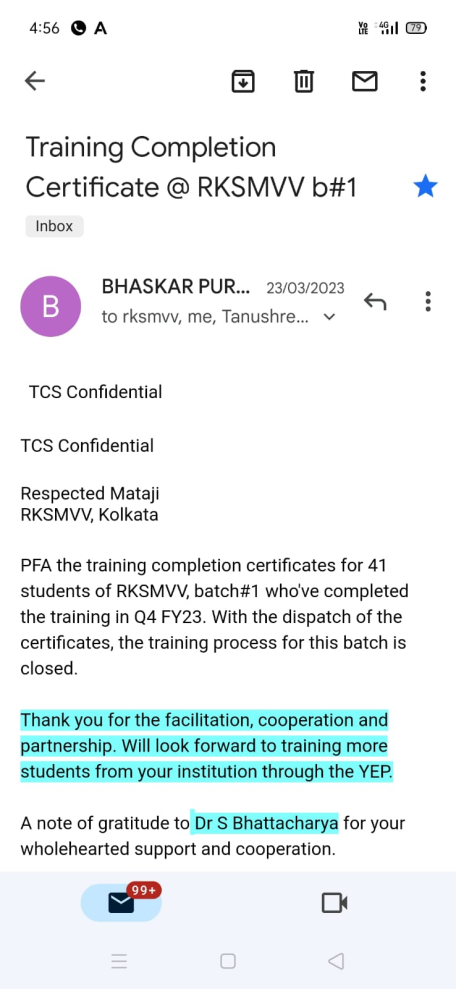 4:56 A Vo LTE 4G 79
Training Completion
Certificate @ RKSMVV b#1
Inbox
B
BHASKAR PUR... 23/03/2023
to rksmvv, me, Tanushre...
TCS Confidential
TCS Confidential
Respected Mataji
RKSMVV, Kolkata
PFA the training completion certificates for 41
students of RKSMVV, batch#1 who've completed
the training in Q4 FY23. With the dispatch of the
certificates, the training process for this batch is
closed.
Thank you for the facilitation, cooperation and
partnership. Will look forward to training more
students from your institution through the YEP.
A note of gratitude to Dr S Bhattacharya for your
wholehearted support and cooperation.
99+